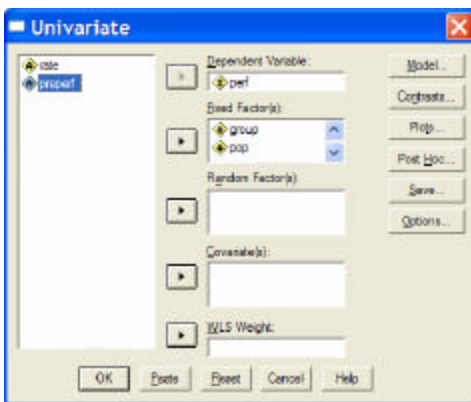 Univariate
rate
preperf
Dependent Variable:
perf
Fixed Factor(s):
group
pop
Random Factor(s):
Covariate(s):
WLS Weight:
Model...
Contrasts...
Plots...
Post Hoc...
Save...
Options...
OK
Paste
Reset
Cancel
Help